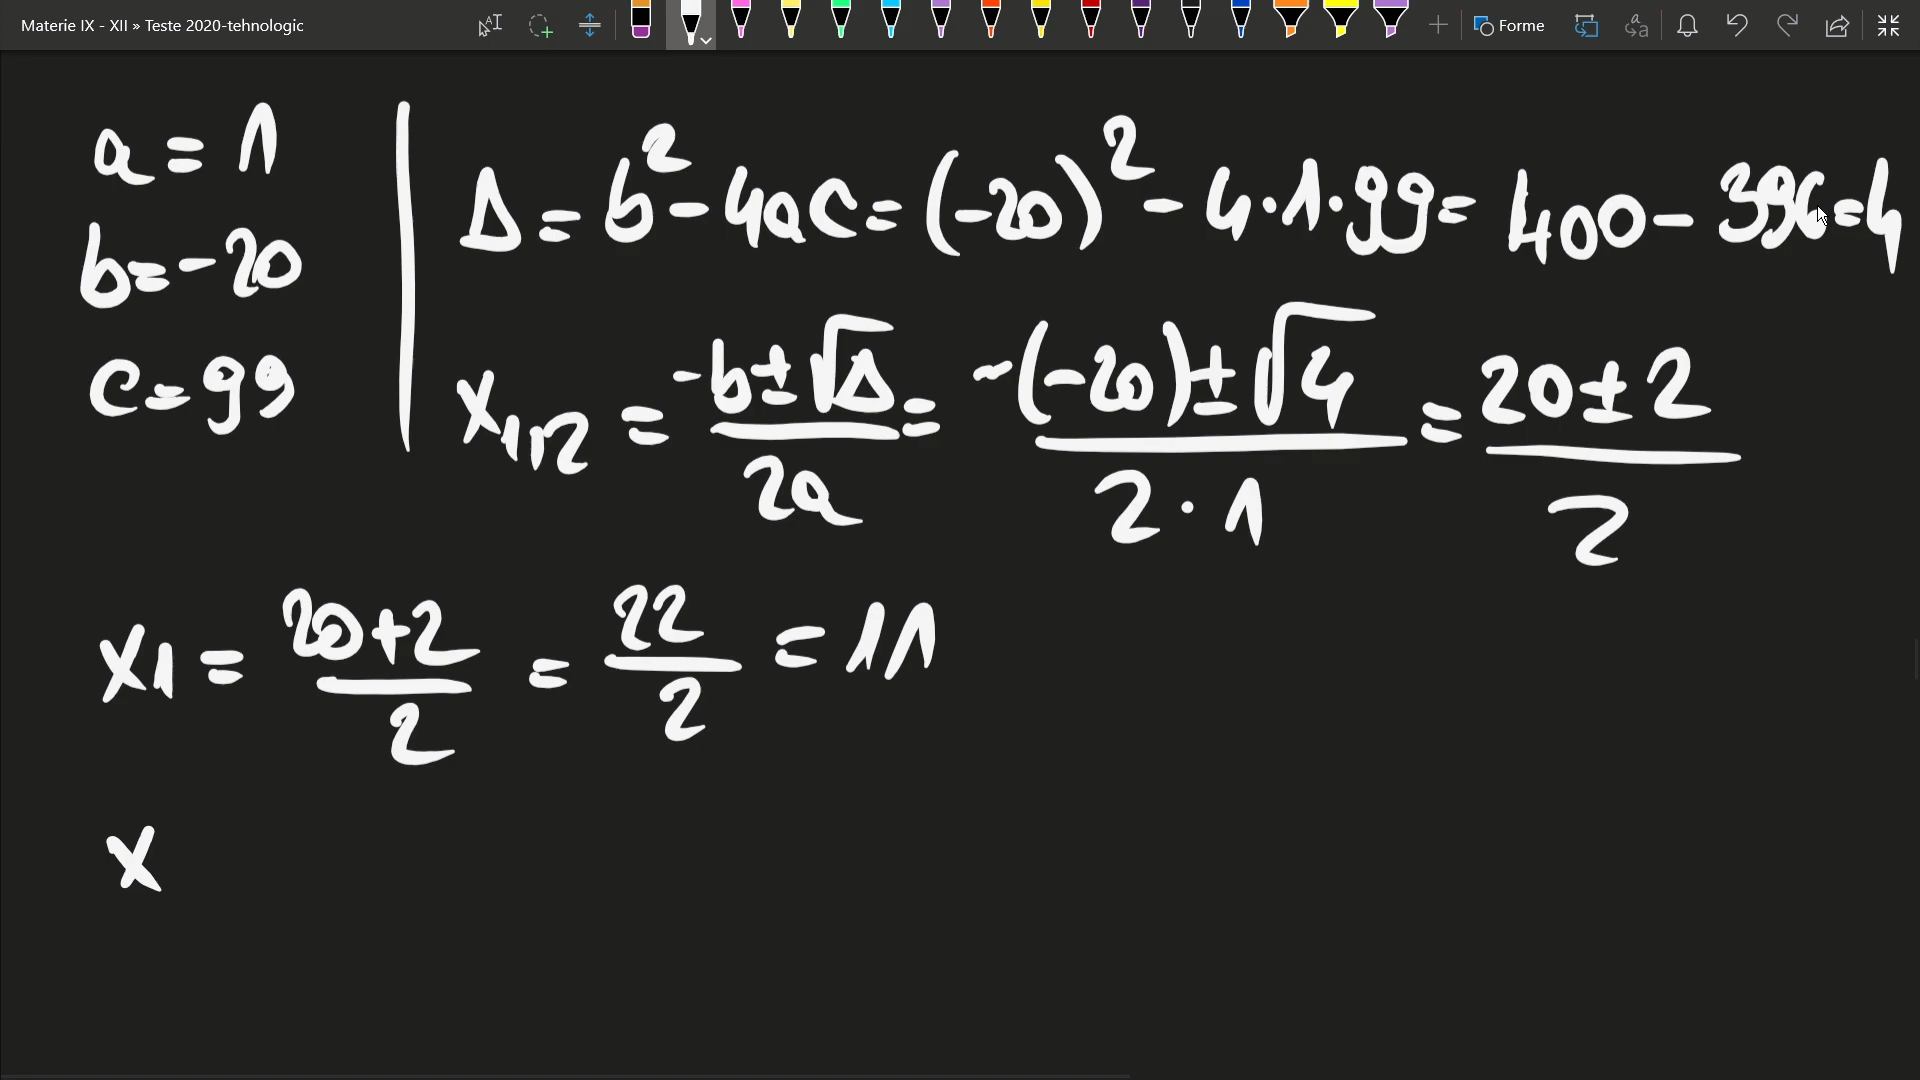 Materie IX - XII » Teste 2020-tehnologic
Forme
a = 1
b = -20
c = 99
Δ = b² - 4ac = (-20)² - 4·1·99 = 400 - 396 = 4
x₁,₂ = (-b ± √Δ)/2a = (-(-20) ± √4)/(2·1) = (20 ± 2)/2
x₁ = (20+2)/2 = 22/2 = 11
x